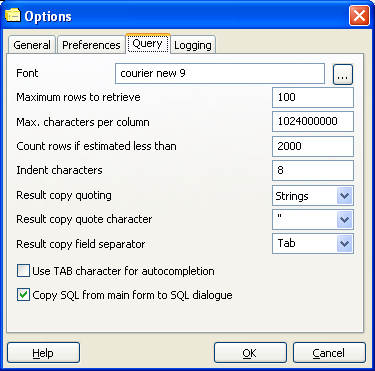 Options
General Preferences Query Logging
Font courier new 9 ...
Maximum rows to retrieve 100
Max. characters per column 1024000000
Count rows if estimated less than 2000
Indent characters 8
Result copy quoting Strings
Result copy quote character "
Result copy field separator Tab
Use TAB character for autocompletion
Copy SQL from main form to SQL dialogue
Help OK Cancel